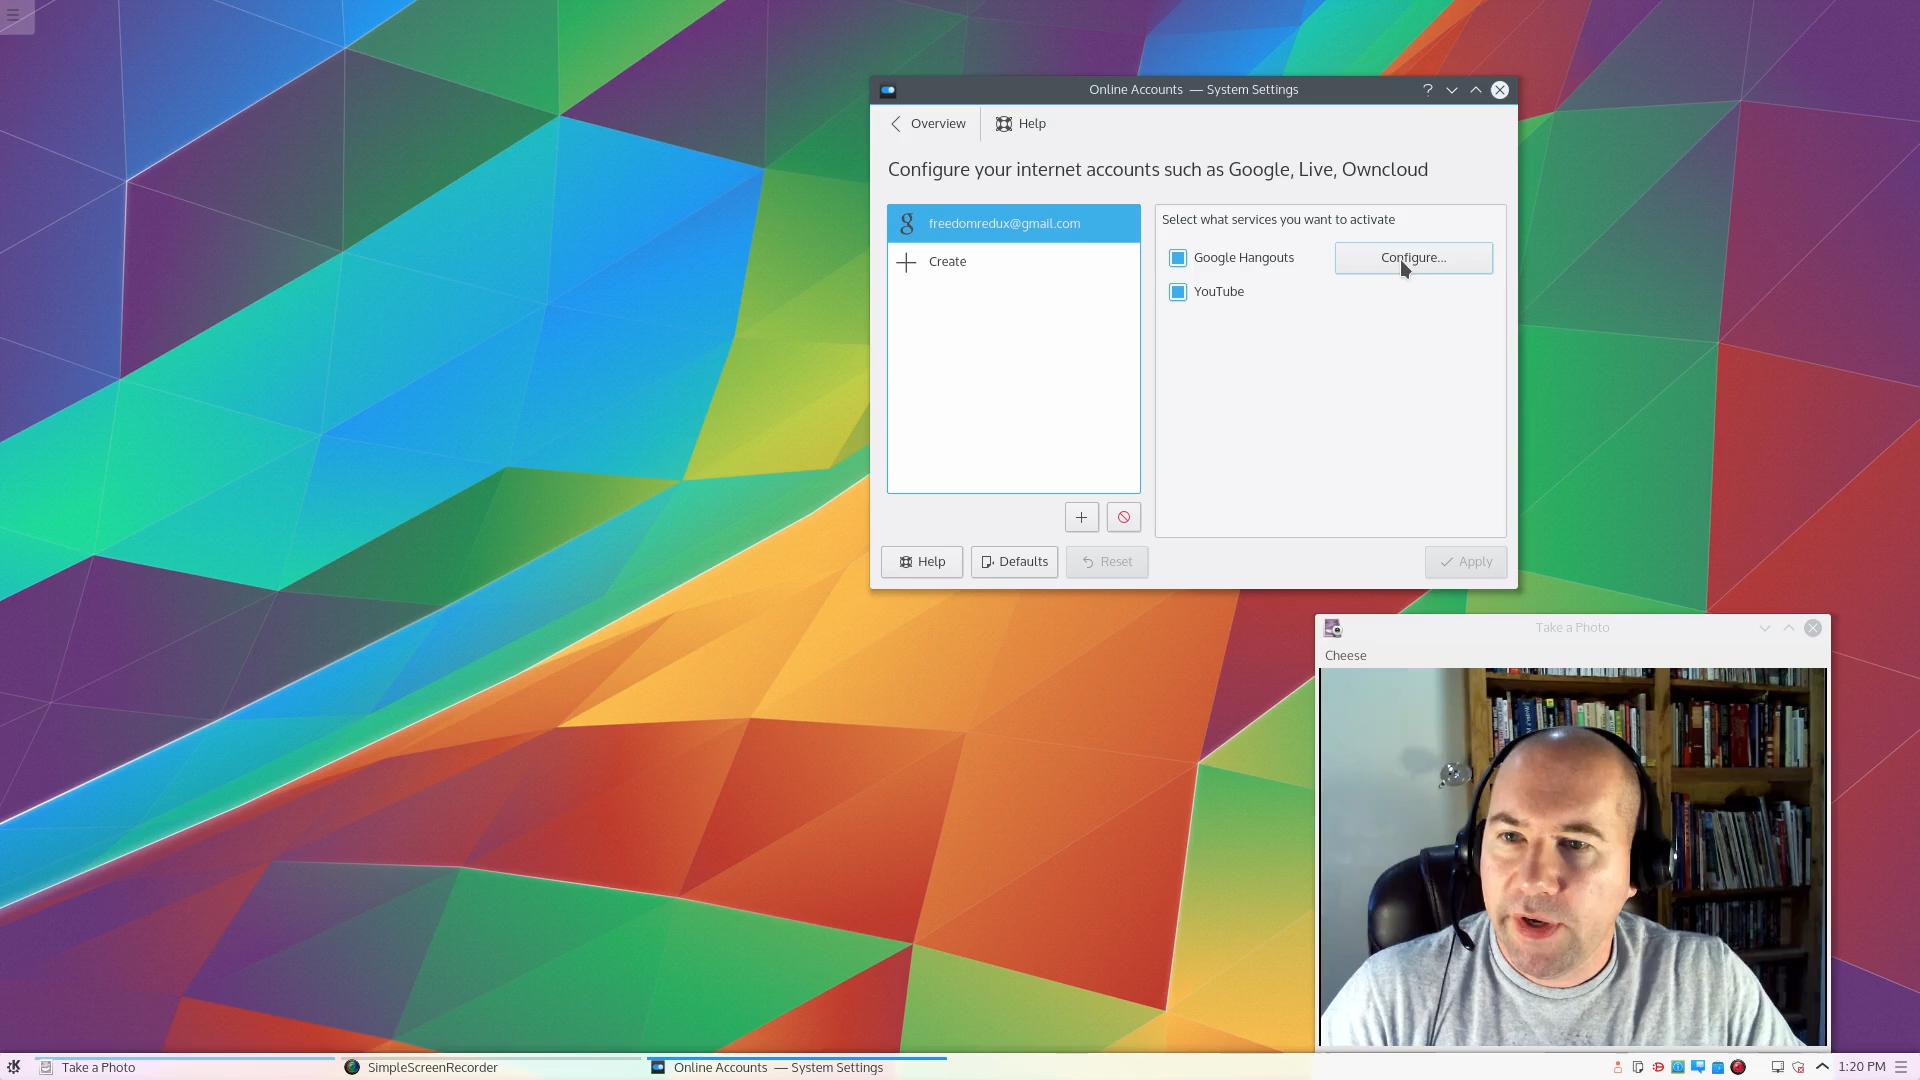 Online Accounts — System Settings
Overview
Help
Configure your internet accounts such as Google, Live, Owncloud
freedomredux@gmail.com
Create
Select what services you want to activate
Google Hangouts
Configure...
YouTube
Help
Defaults
Reset
Apply
Take a Photo
Cheese
Take a Photo
SimpleScreenRecorder
Online Accounts — System Settings
1:20 PM